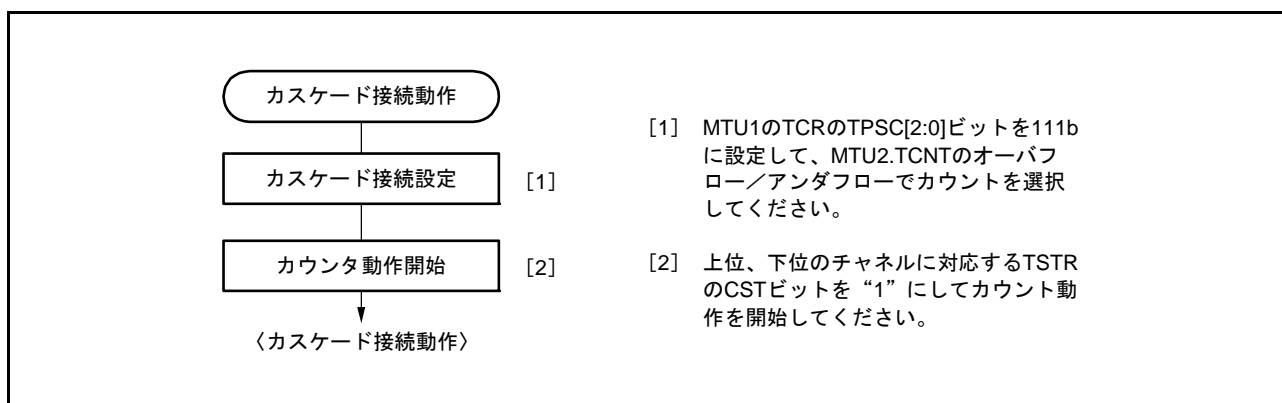 カスケード接続動作
カスケード接続設定 [1]
カウンタ動作開始 [2]
〈カスケード接続動作〉
[1] MTU1のTCRのTPSC[2:0]ビットを111b
に設定して、MTU2.TCNTのオーバフ
ロー／アンダフローでカウントを選択
してください。
[2] 上位、下位のチャネルに対応するTSTR
のCSTビットを“1”にしてカウント動
作を開始してください。